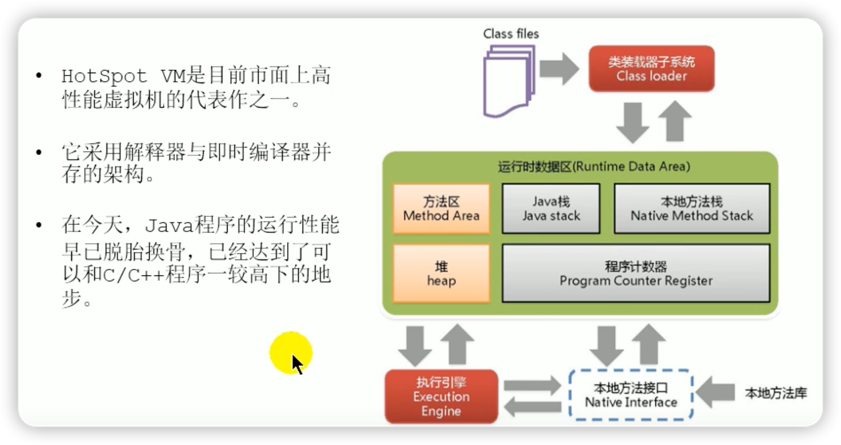 • HotSpot VM是目前市面上高
性能虚拟机的代表作之一。
• 它采用解释器与即时编译器并
存的架构。
• 在今天，Java程序的运行性能
早已脱胎换骨，已经达到了可
以和C/C++程序一较高下的地
步。
Class files
类装载器子系统
Class loader
运行时数据区(Runtime Data Area)
方法区
Method Area
Java栈
Java stack
本地方法栈
Native Method Stack
堆
heap
程序计数器
Program Counter Register
执行引擎
Execution
Engine
本地方法接口
Native Interface
本地方法库